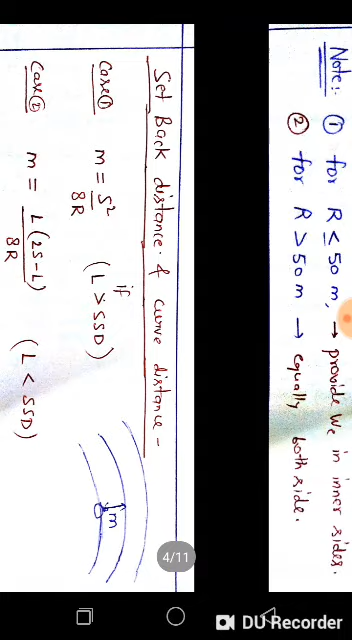 Note:- ① for R ≤ 50 m, → provide We in inner sides.
② for R > 50 m → equally both side.
Set Back distance & curve distance -
Case① m = S²/8R if (L > SSD)
Case② m = L(2S-L)/8R (L < SSD)
m
4/11
DU Recorder